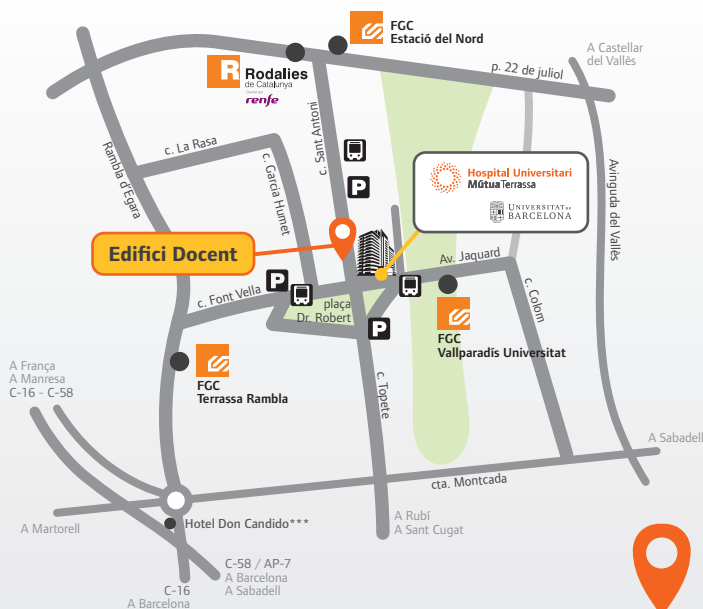 FGC
Estació del Nord
R
Rodalies
de Catalunya
renfe
p. 22 de juliol
A Castellar
del Vallès
Rambla d'Egara
c. La Rasa
c. Garcia Humet
c. Sant Antoni
P
Hospital Universitari
MútuaTerrassa
UNIVERSITAT DE
BARCELONA
Avinguda del Vallès
Edifici Docent
Av. Jaquard
c. Colom
P
c. Font Vella
plaça
Dr. Robert
P
FGC
Vallparadís Universitat
FGC
Terrassa Rambla
c. Topete
A França
A Manresa
C-16 - C-58
A Sabadell
cta. Montcada
A Martorell
Hotel Don Candido***
A Rubí
A Sant Cugat
C-58 / AP-7
A Barcelona
A Sabadell
C-16
A Barcelona